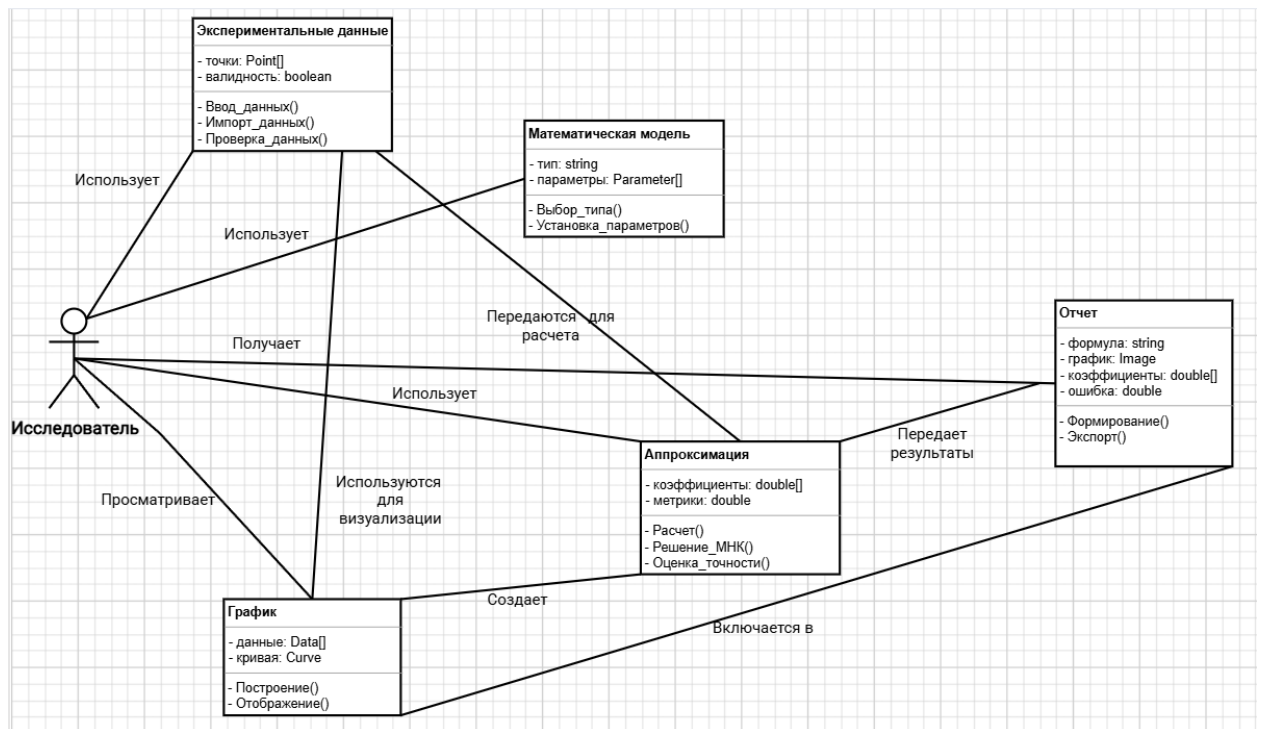 Экспериментальные данные
- точки: Point[]
- валидность: boolean
- Ввод_данных()
- Импорт_данных()
- Проверка_данных()
Математическая модель
- тип: string
- параметры: Parameter[]
- Выбор_типа()
- Установка_параметров()
Использует
Использует
Передаются для
расчета
Получает
Отчет
- формула: string
- график: Image
- коэффициенты: double[]
- ошибка: double
- Формирование()
- Экспорт()
Использует
Исследователь
Передает
результаты
Аппроксимация
- коэффициенты: double[]
- метрики: double
- Расчет()
- Решение_МНК()
- Оценка_точности()
Просматривает
Используются
для
визуализации
Создает
График
- данные: Data[]
- кривая: Curve
- Построение()
- Отображение()
Включается в